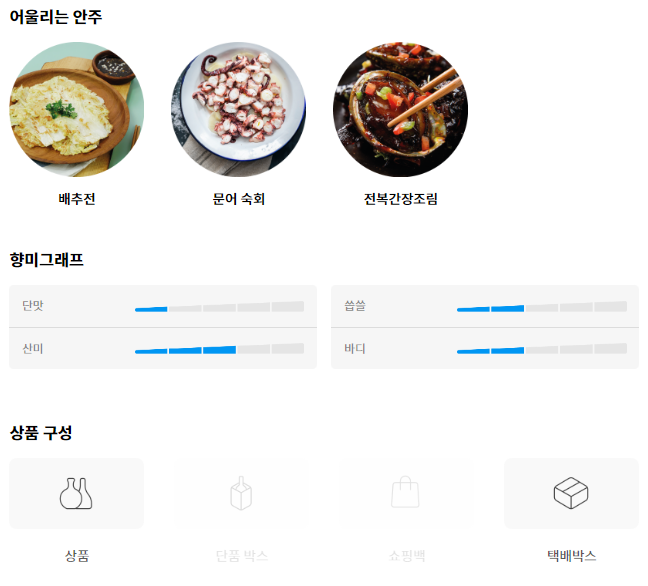 어울리는 안주
배추전
문어 숙회
전복간장조림
향미그래프
단맛
씁쓸
산미
바디
상품 구성
상품
단품 박스
쇼핑백
택배박스